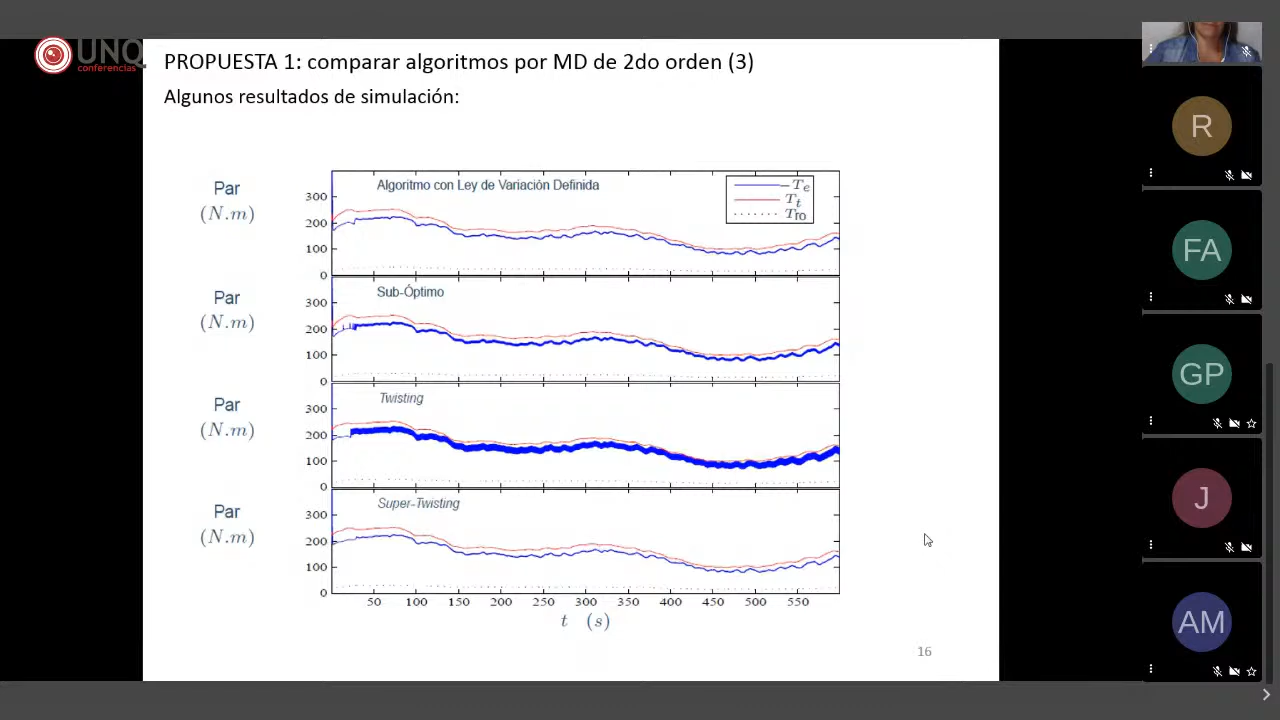 UNQ
conferencias
PROPUESTA 1: comparar algoritmos por MD de 2do orden (3)
Algunos resultados de simulación:
Par
(N.m)
300
200
100
0
Algoritmo con Ley de Variación Definida
−Te
Tt
Tro
Par
(N.m)
300
200
100
0
Sub-Óptimo
Par
(N.m)
300
200
100
0
Twisting
Par
(N.m)
300
200
100
0
Super-Twisting
50 100 150 200 250 300 350 400 450 500 550
t (s)
16
R
FA
GP
J
AM